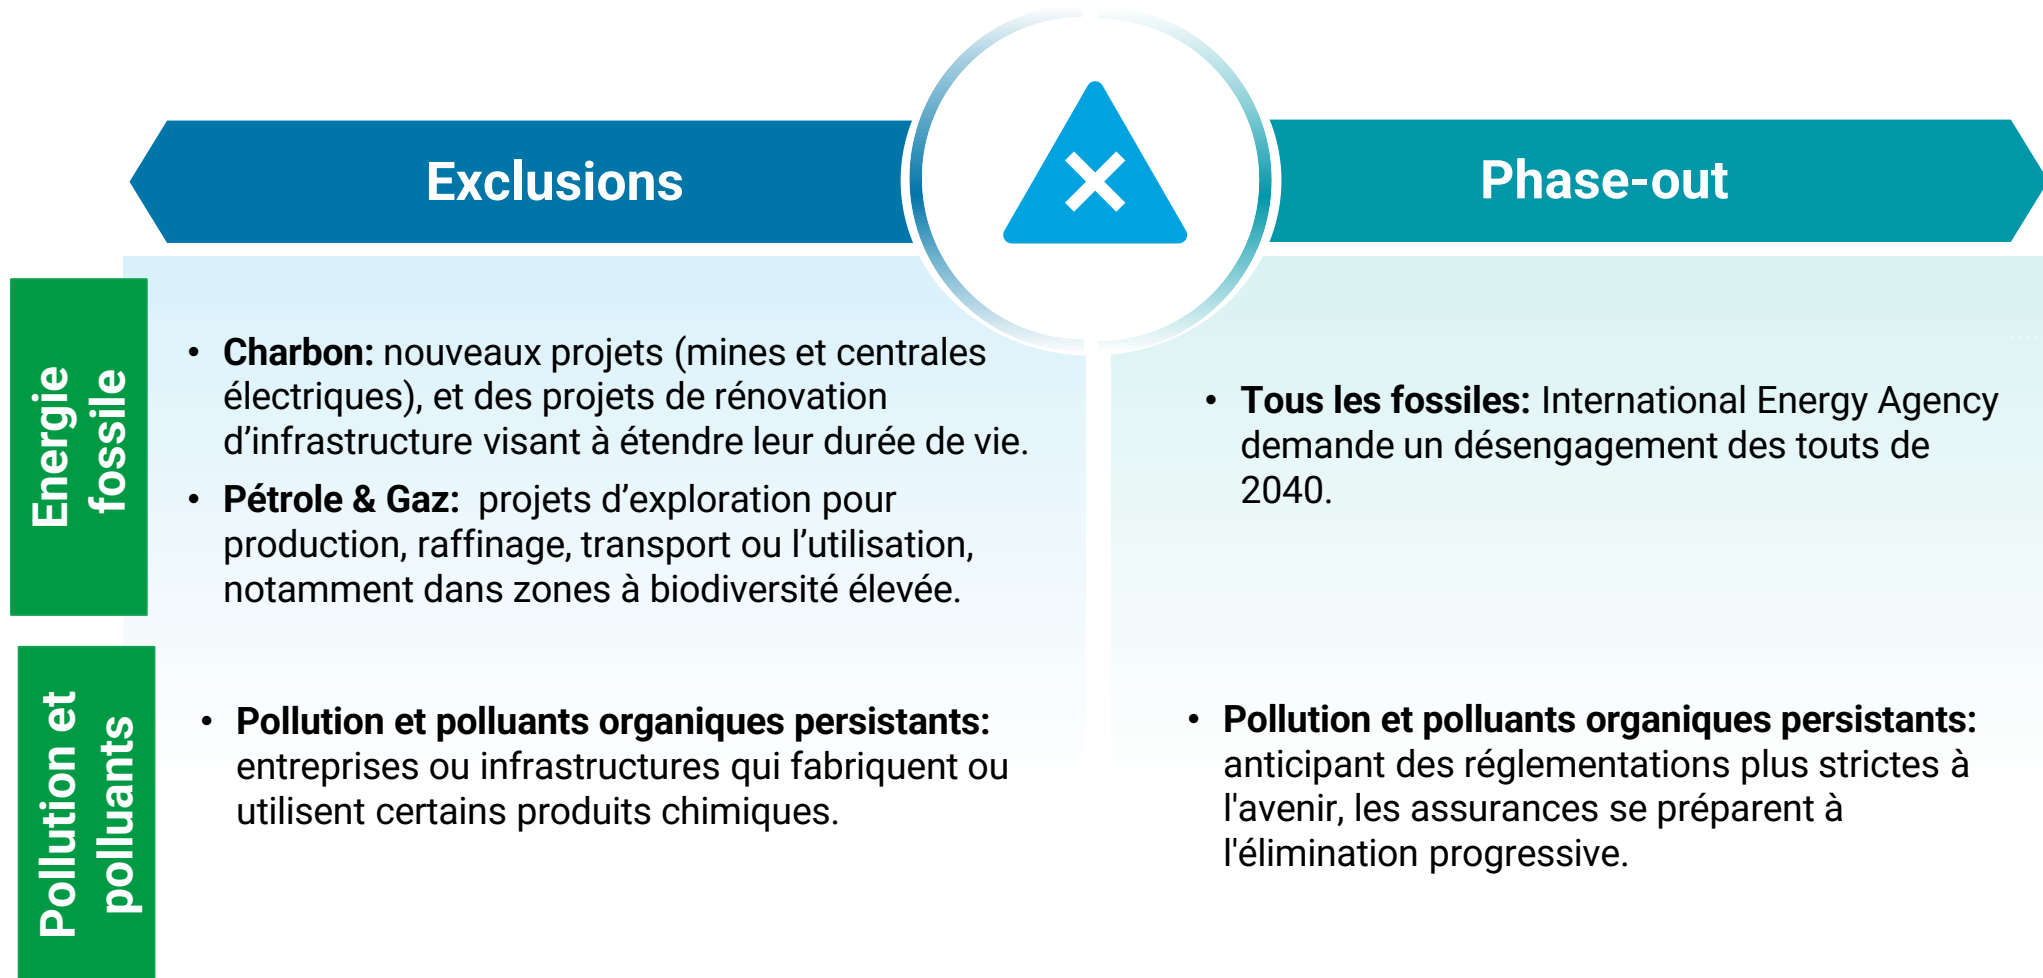 Exclusions
Phase-out
Energie
fossile
• Charbon: nouveaux projets (mines et centrales
électriques), et des projets de rénovation
d’infrastructure visant à étendre leur durée de vie.
• Pétrole & Gaz: projets d’exploration pour
production, raffinage, transport ou l’utilisation,
notamment dans zones à biodiversité élevée.
• Tous les fossiles: International Energy Agency
demande un désengagement des touts de
2040.
Pollution et
polluants
• Pollution et polluants organiques persistants:
entreprises ou infrastructures qui fabriquent ou
utilisent certains produits chimiques.
• Pollution et polluants organiques persistants:
anticipant des réglementations plus strictes à
l'avenir, les assurances se préparent à
l'élimination progressive.